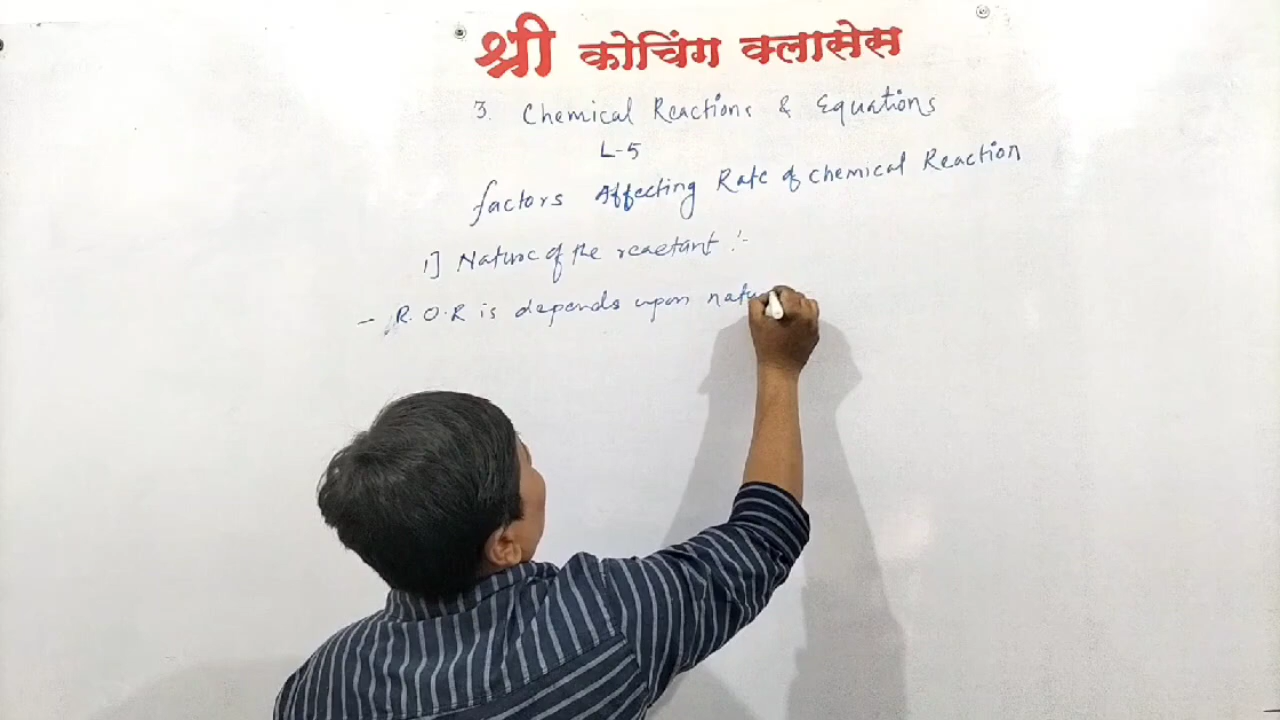 श्री कोचिंग क्लासेस
3. Chemical Reactions & Equations
L-5
factors Affecting Rate of chemical Reaction
1] Nature of the reactant :-
- R.O.R is depends upon natu